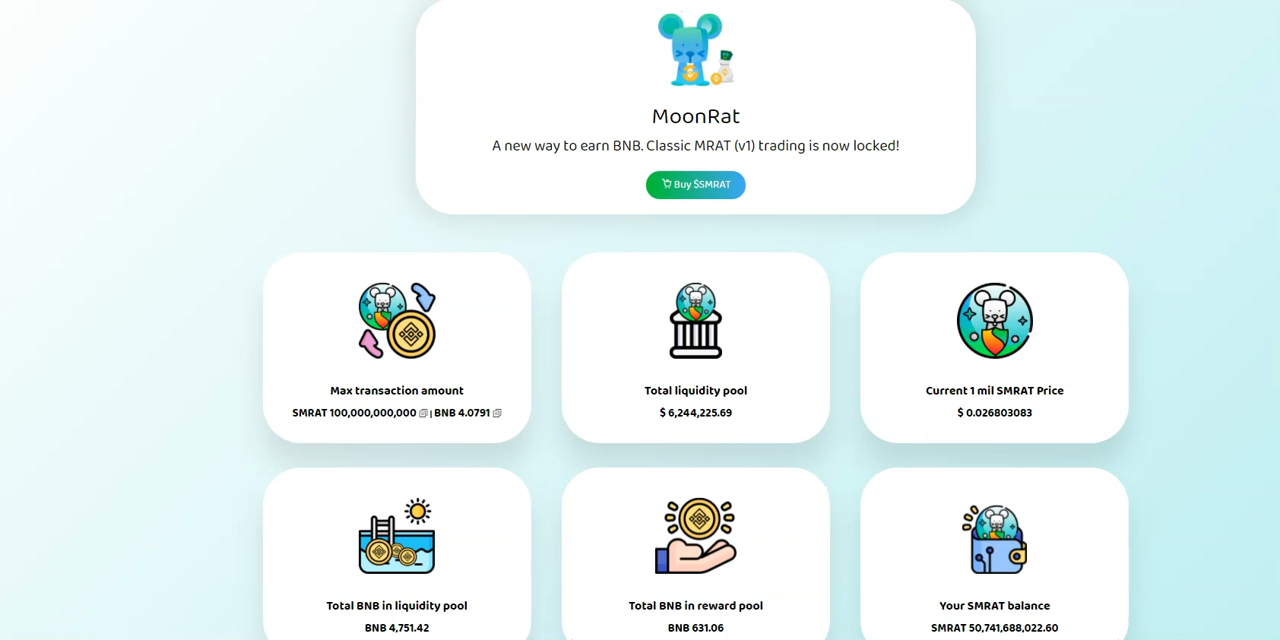 MoonRat
A new way to earn BNB. Classic MRAT (v1) trading is now locked!
Buy $SMRAT
Max transaction amount
SMRAT 100,000,000,000 | BNB 4.0791
Total liquidity pool
$ 6,244,225.69
Current 1 mil SMRAT Price
$ 0.026803083
Total BNB in liquidity pool
BNB 4,751.42
Total BNB in reward pool
BNB 631.06
Your SMRAT balance
SMRAT 50,741,688,022.60